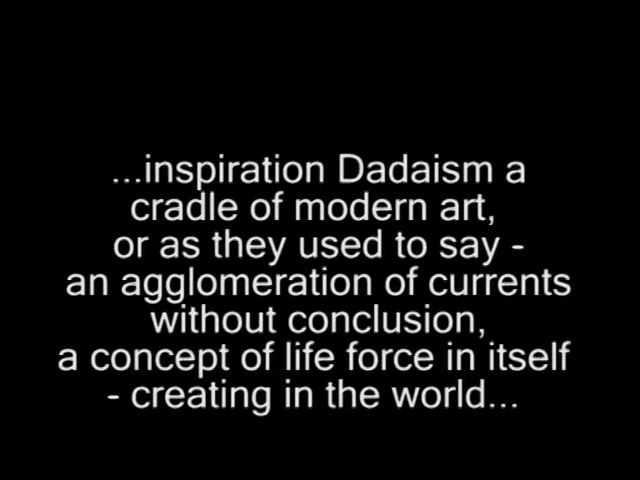 ...inspiration Dadaism a
cradle of modern art,
or as they used to say -
an agglomeration of currents
without conclusion,
a concept of life force in itself
- creating in the world...